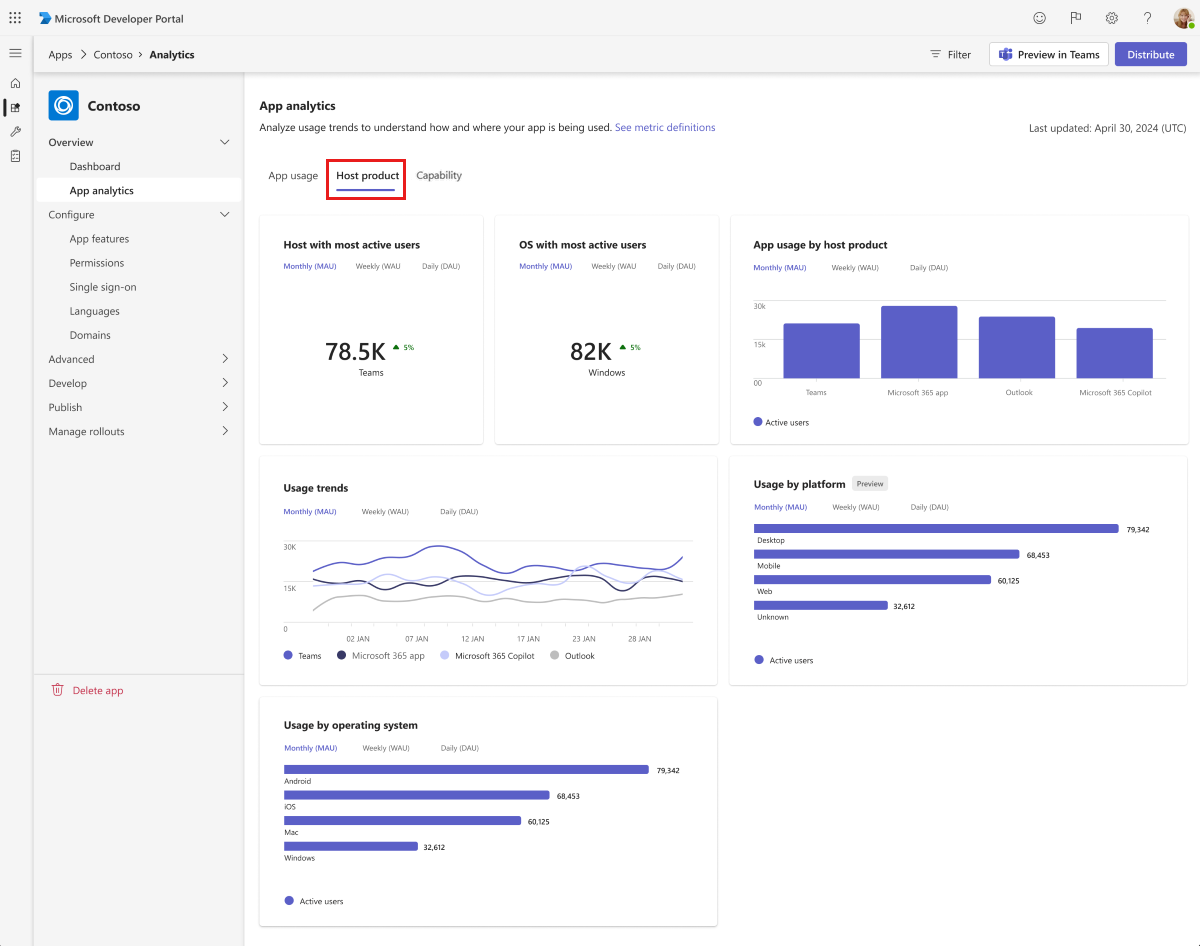 Microsoft Developer Portal
Apps > Contoso > Analytics
Filter
Preview in Teams
Distribute
Contoso
Overview
Dashboard
App analytics
Configure
App features
Permissions
Single sign-on
Languages
Domains
Advanced
Develop
Publish
Manage rollouts
Delete app
App analytics
Analyze usage trends to understand how and where your app is being used. See metric definitions
Last updated: April 30, 2024 (UTC)
App usage Host product Capability
Host with most active users
Monthly (MAU) Weekly (WAU Daily (DAU)
78.5K 5%
Teams
OS with most active users
Monthly (MAU) Weekly (WAU Daily (DAU)
82K 5%
Windows
App usage by host product
Monthly (MAU) Weekly (WAU) Daily (DAU)
30k
15k
00
Teams Microsoft 365 app Outlook Microsoft 365 Copilot
Active users
Usage trends
Monthly (MAU) Weekly (WAU) Daily (DAU)
30K
15K
0
02 JAN 07 JAN 12 JAN 17 JAN 23 JAN 28 JAN
Teams Microsoft 365 app Microsoft 365 Copilot Outlook
Usage by platform Preview
Monthly (MAU) Weekly (WAU) Daily (DAU)
79,342
Desktop
68,453
Mobile
60,125
Web
32,612
Unknown
Active users
Usage by operating system
Monthly (MAU) Weekly (WAU) Daily (DAU)
79,342
Android
68,453
iOS
60,125
Mac
32,612
Windows
Active users